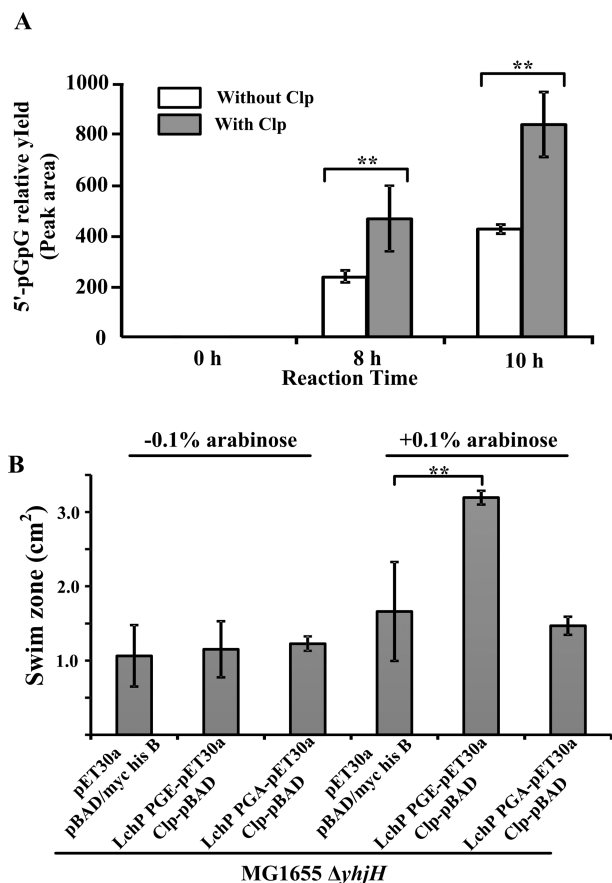 A
5'-pGpG relative yIeld
(Peak area)
1000
800
600
400
200
0
Without Clp
With Clp
**
**
0 h
8 h
10 h
Reaction Time
B
-0.1% arabinose
+0.1% arabinose
**
Swim zone (cm2)
3.0
1.5
1.0
pET30a
pBAD/myc his B
LchP PGE-pET30a
Clp-pBAD
LchP PGA-pET30a
Clp-pBAD
pET30a
pBAD/myc his B
LchP PGE-pET30a
Clp-pBAD
LchP PGA-pET30a
Clp-pBAD
MG1655 ΔyhjH